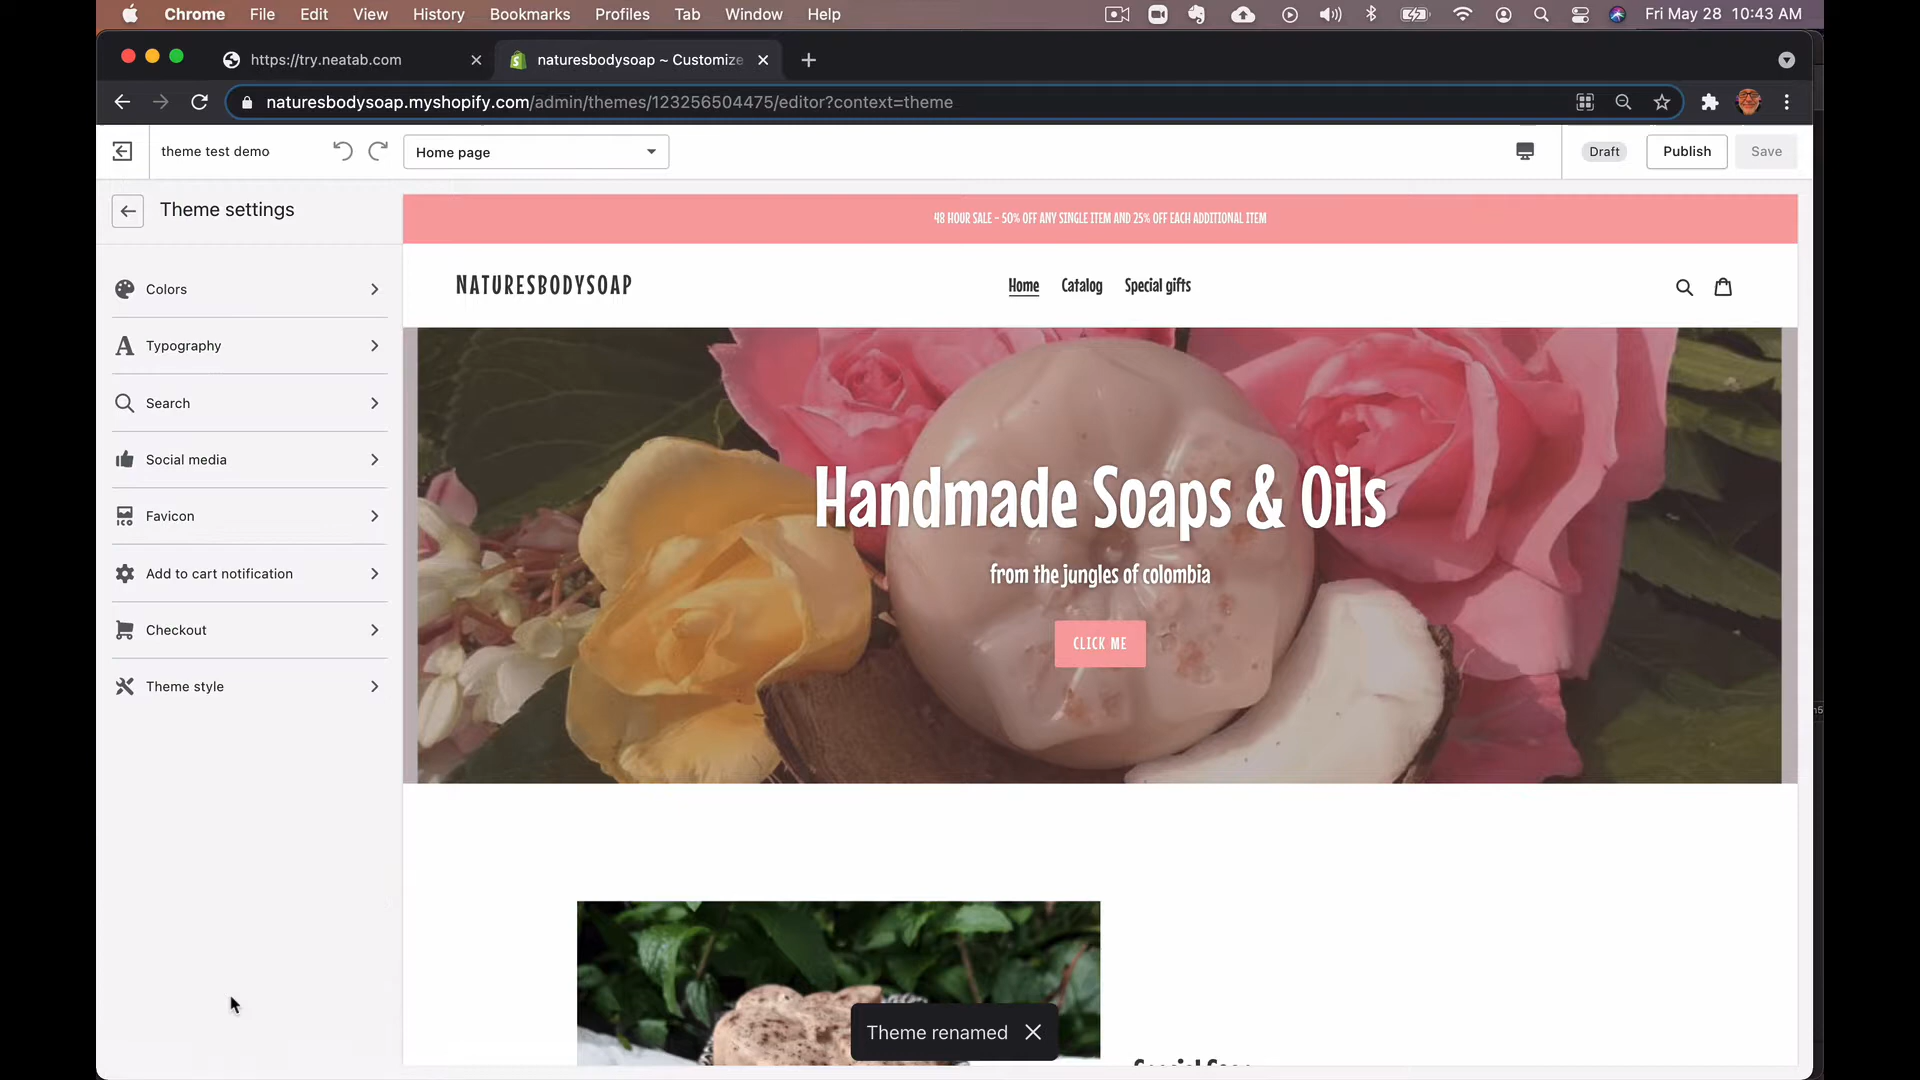 Chrome File Edit View History Bookmarks Profiles Tab Window Help
Fri May 28 10:43 AM
https://try.neatab.com
naturesbodysoap ~ Customize
naturesbodysoap.myshopify.com/admin/themes/123256504475/editor?context=theme
theme test demo
Home page
Draft
Publish
Save
Theme settings
Colors
Typography
Search
Social media
ICO
Favicon
Add to cart notification
Checkout
Theme style
48 HOUR SALE - 50% OFF ANY SINGLE ITEM AND 25% OFF EACH ADDITIONAL ITEM
NATURESBODYSOAP
Home Catalog Special gifts
Handmade Soaps & Oils
from the jungles of colombia
CLICK ME
Theme renamed